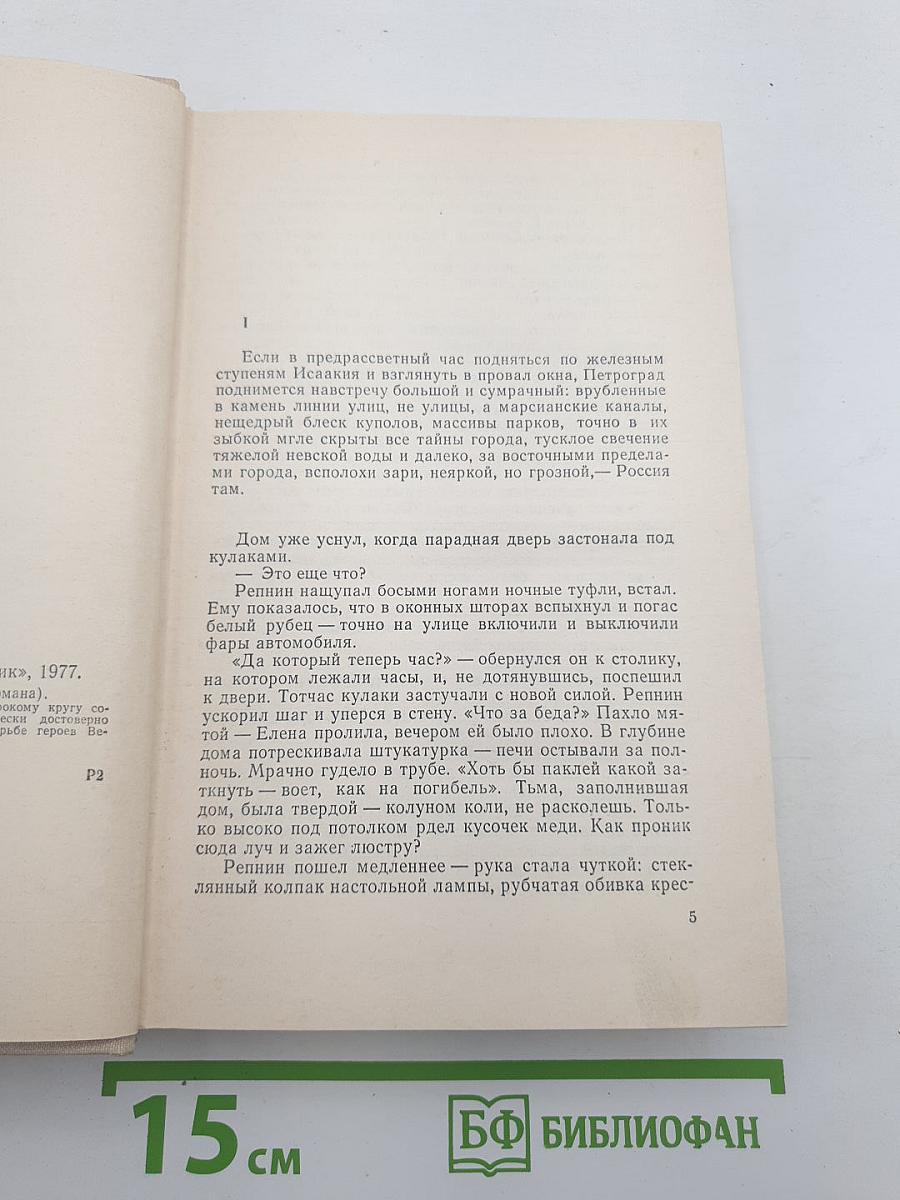 ик», 1977.
омана).
рокому кругу со-
ески достоверно
рьбе героев Ве-
Р2
I
Если в предрассветный час подняться по железным
ступеням Исаакия и взглянуть в провал окна, Петроград
поднимется навстречу большой и сумрачный: врубленные
в камень линии улиц, не улицы, а марсианские каналы,
нещедрый блеск куполов, массивы парков, точно в их
зыбкой мгле скрыты все тайны города, тусклое свечение
тяжелой невской воды и далеко, за восточными предела-
ми города, всполохи зари, неяркой, но грозной,— Россия
там.
Дом уже уснул, когда парадная дверь застонала под
кулаками.
— Это еще что?
Репнин нащупал босыми ногами ночные туфли, встал.
Ему показалось, что в оконных шторах вспыхнул и погас
белый рубец — точно на улице включили и выключили
фары автомобиля.
«Да который теперь час?» — обернулся он к столику,
на котором лежали часы, и, не дотянувшись, поспешил
к двери. Тотчас кулаки застучали с новой силой. Репнин
ускорил шаг и уперся в стену. «Что за беда?» Пахло мя-
той — Елена пролила, вечером ей было плохо. В глубине
дома потрескивала штукатурка — печи остывали за пол-
ночь. Мрачно гудело в трубе. «Хоть бы паклей какой за-
ткнуть — воет, как на погибель». Тьма, заполнившая
дом, была твердой — колуном коли, не расколешь. Толь-
ко высоко под потолком рдел кусочек меди. Как проник
сюда луч и зажег люстру?
Репнин пошел медленнее — рука стала чуткой: стек-
лянный колпак настольной лампы, рубчатая обивка крес-
5
15 см
БФ БИБЛИОФАН